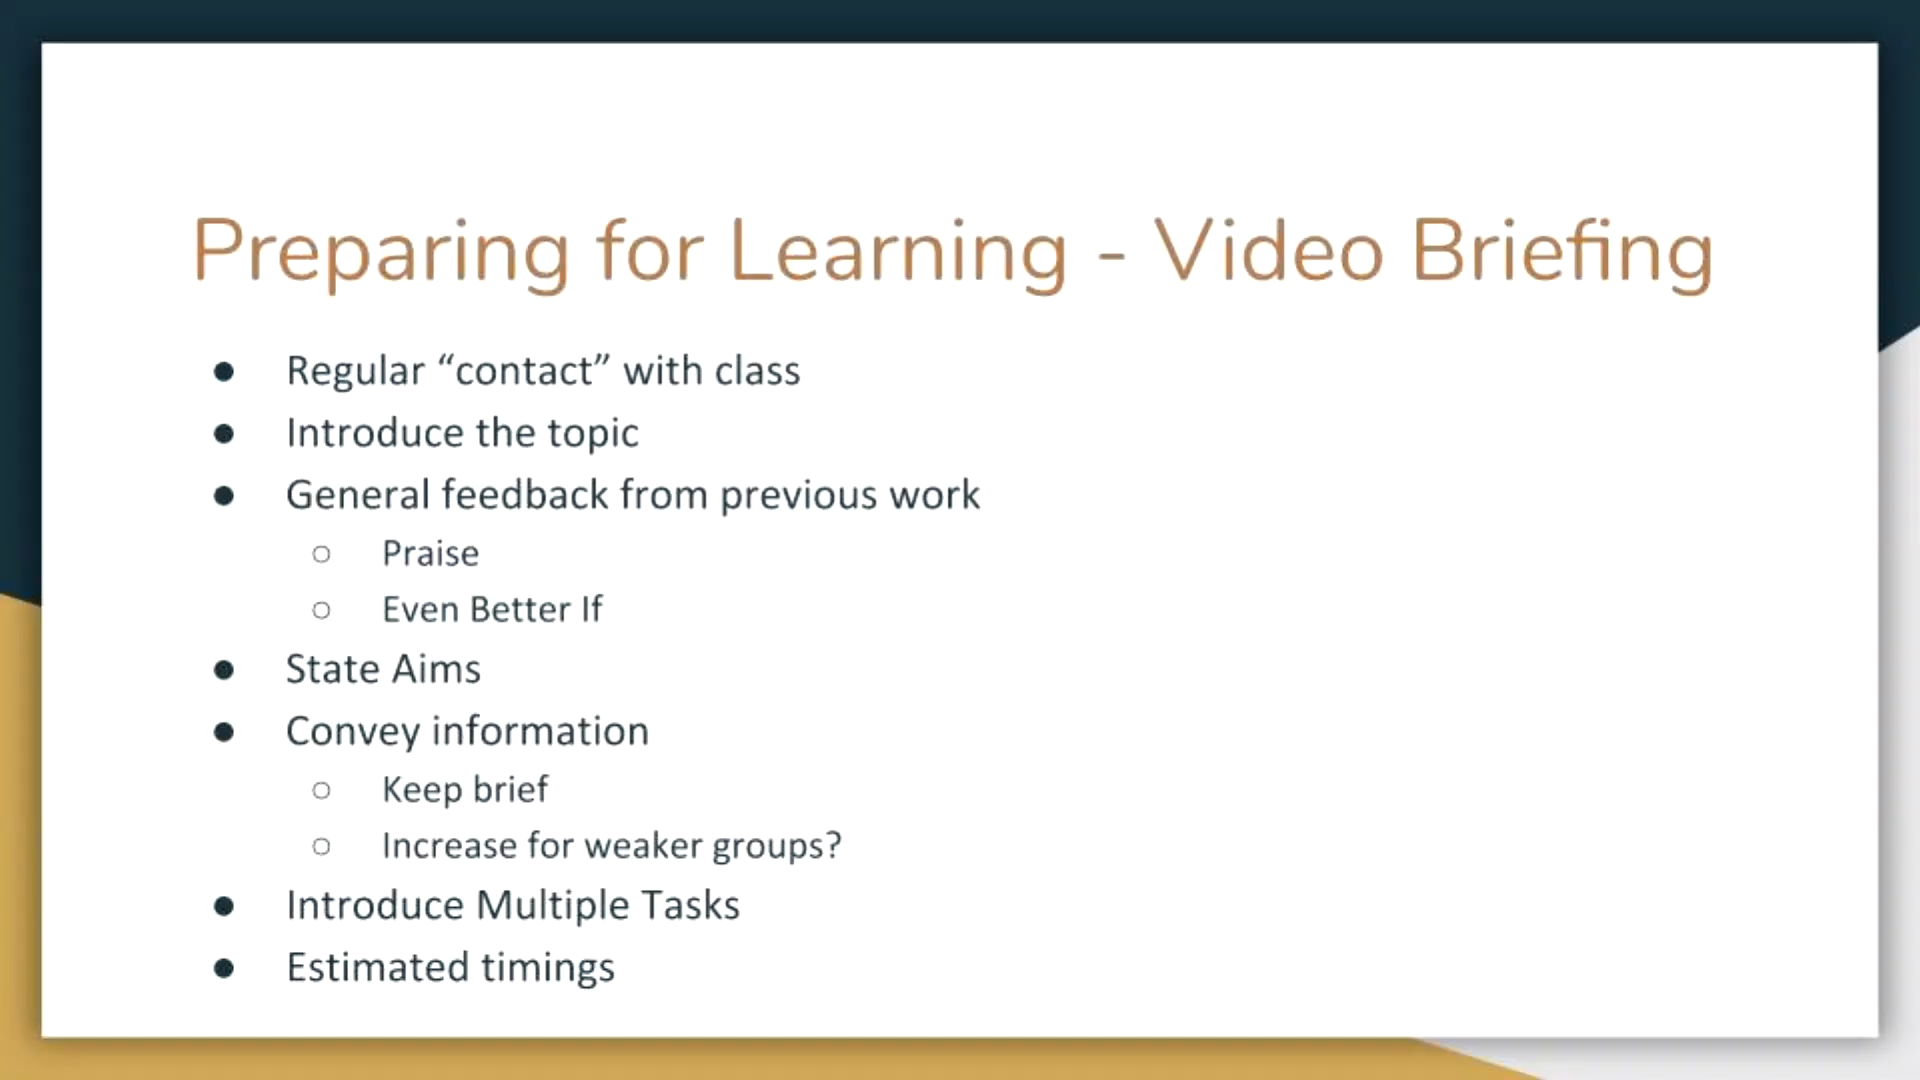 Preparing for Learning - Video Briefing
● Regular “contact” with class
● Introduce the topic
● General feedback from previous work
○ Praise
○ Even Better If
● State Aims
● Convey information
○ Keep brief
○ Increase for weaker groups?
● Introduce Multiple Tasks
● Estimated timings